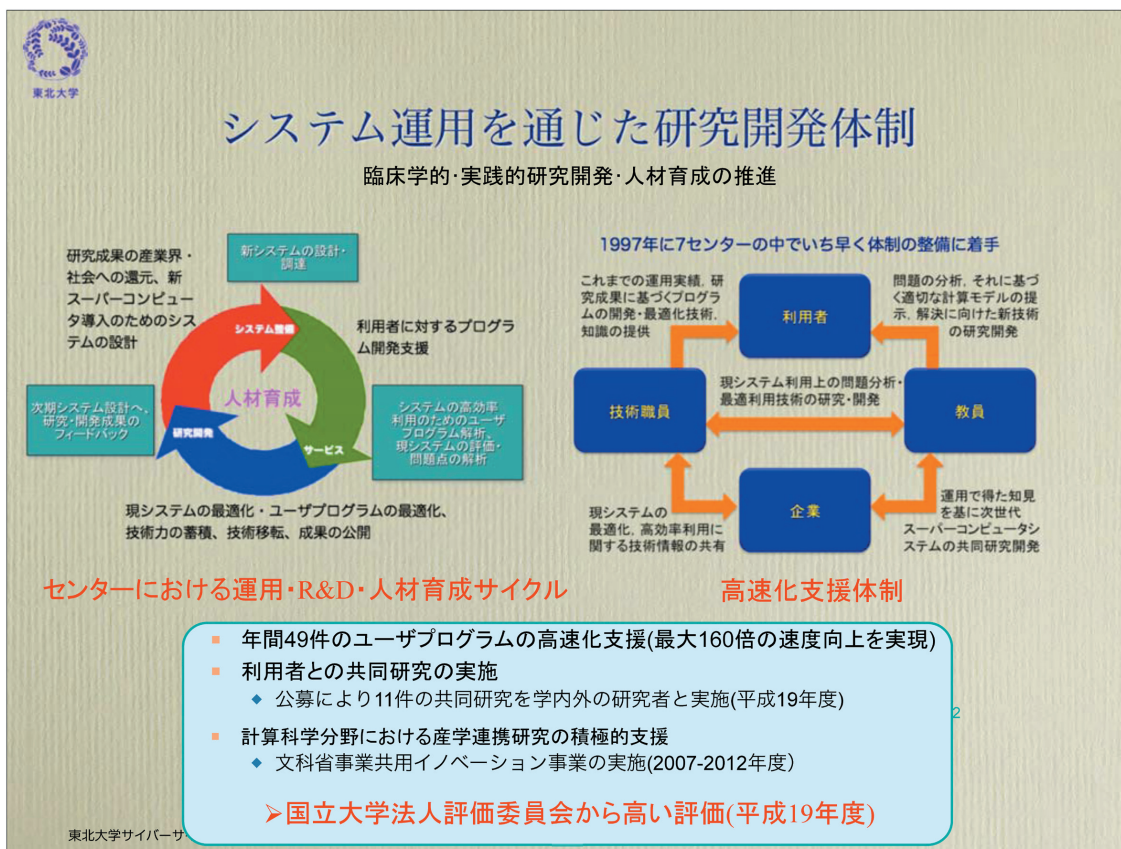 東北大学
システム運用を通じた研究開発体制
臨床学的・実践的研究開発・人材育成の推進
研究成果の産業界・
社会への還元、新
スーパーコンピュー
タ導入のためのシス
テムの設計
新システムの設計・
調達
システム整備
利用者に対するプログラ
ム開発支援
人材育成
次期システム設計へ、
研究・開発成果の
フィードバック
研究開発
サービス
システムの高効率
利用のためのユーザ
プログラム解析、
現システムの評価・
問題点の解析
現システムの最適化・ユーザプログラムの最適化、
技術力の蓄積、技術移転、成果の公開
センターにおける運用・R&D・人材育成サイクル
1997年に7センターの中でいち早く体制の整備に着手
これまでの運用実績, 研
究成果に基づくプログラ
ムの開発・最適化技術,
知識の提供
利用者
問題の分析, それに基づ
く適切な計算モデルの提
示, 解決に向けた新技術
の研究開発
技術職員
現システム利用上の問題分析・
最適利用技術の研究・開発
教員
現システムの
最適化, 高効率利用に
関する技術情報の共有
企業
運用で得た知見
を基に次世代
スーパーコンピュータシ
ステムの共同研究開発
高速化支援体制
年間49件のユーザプログラムの高速化支援(最大160倍の速度向上を実現)
利用者との共同研究の実施
公募により11件の共同研究を学内外の研究者と実施(平成19年度)
計算科学分野における産学連携研究の積極的支援
文科省事業共用イノベーション事業の実施(2007-2012年度）
国立大学法人評価委員会から高い評価(平成19年度)
2
東北大学サイバーサ